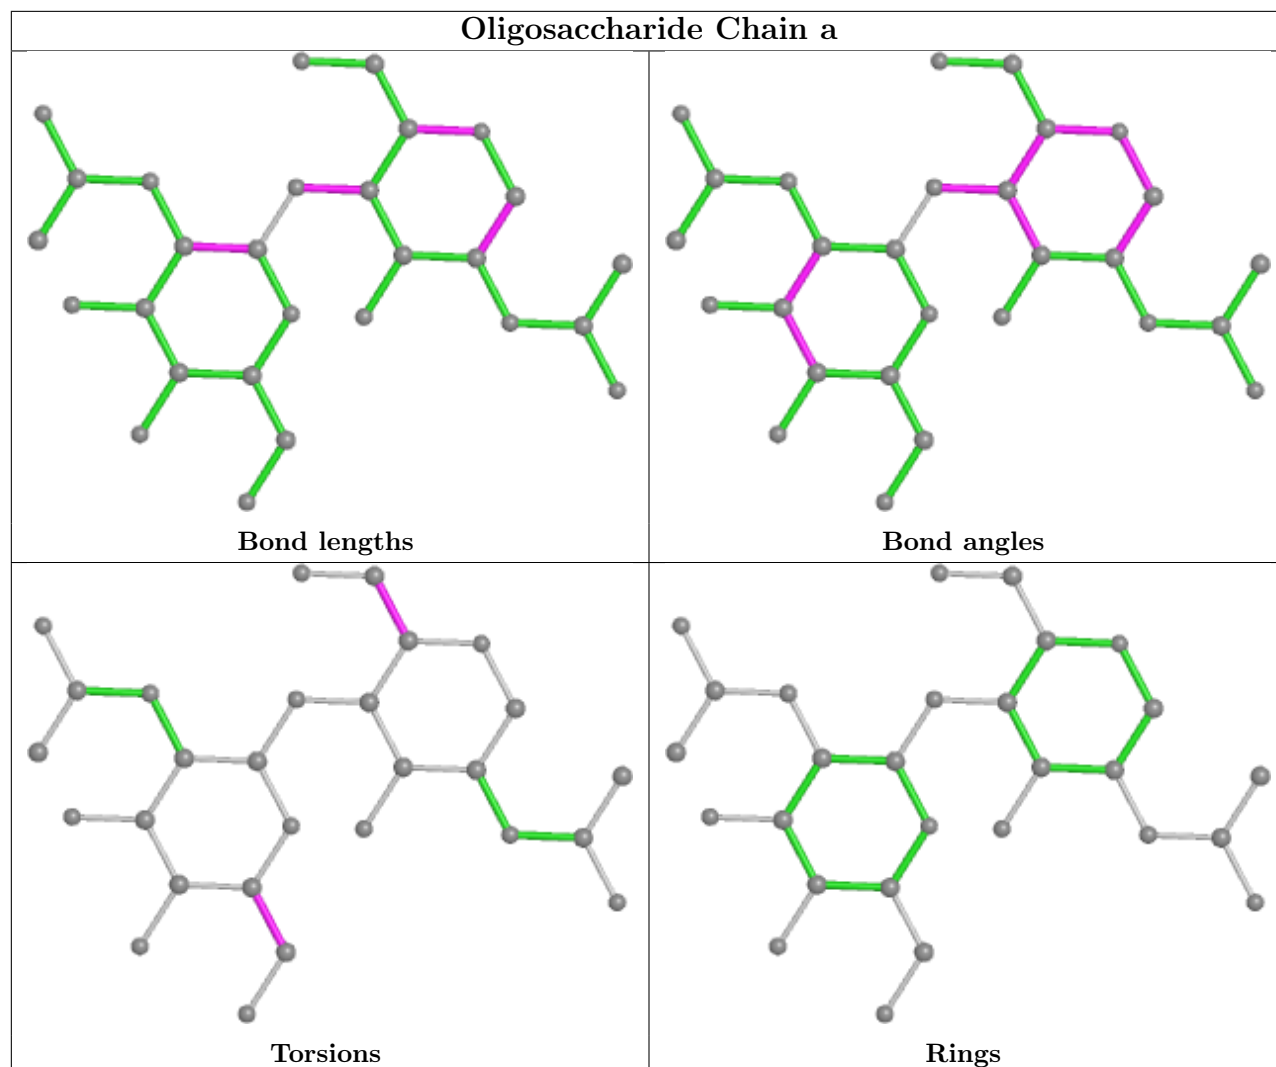 Oligosaccharide Chain a
Bond lengths
Bond angles
Torsions
Rings